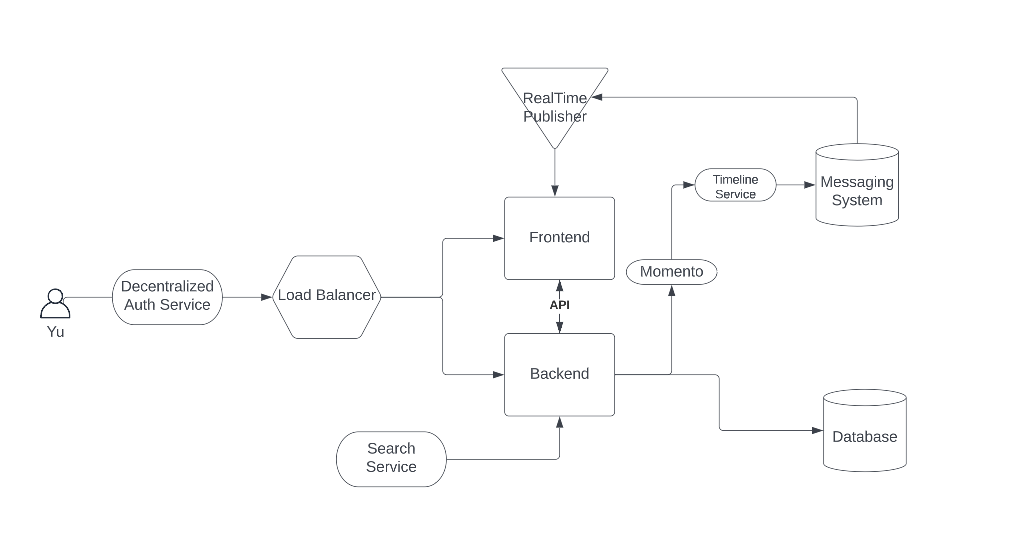 RealTime
Publisher
Timeline
Service
Messaging
System
Frontend
Momento
Decentralized
Auth Service
Load Balancer
API
Yu
Backend
Database
Search
Service